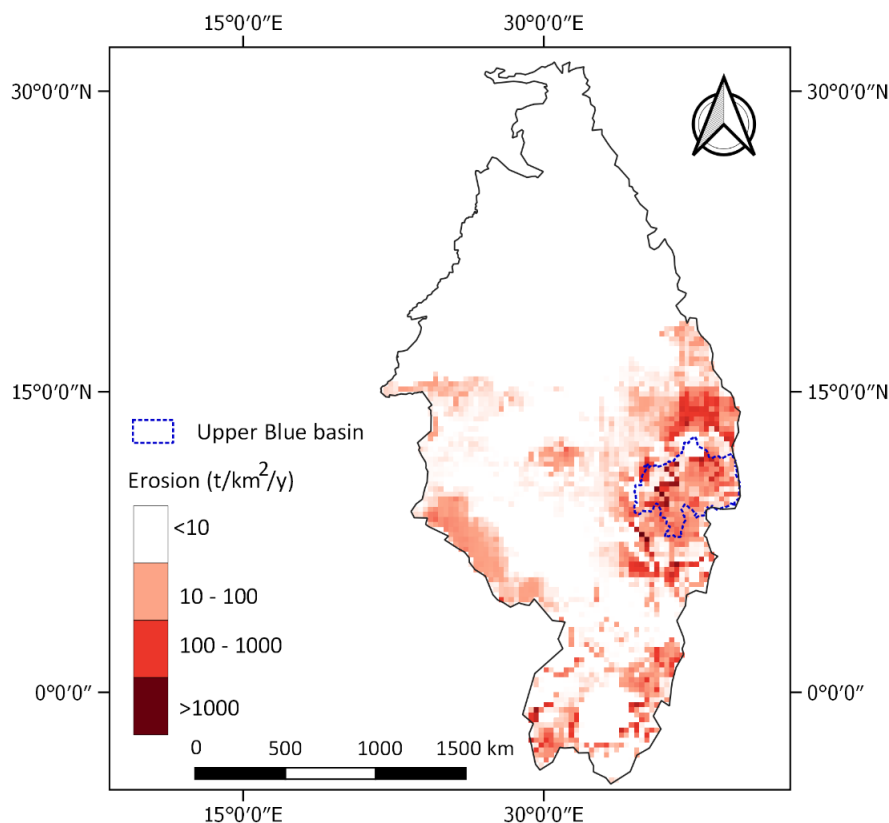 15°0′0″E 30°0′0″E
30°0′0″N 30°0′0″N
15°0′0″N 15°0′0″N
Upper Blue basin
Erosion (t/km²/y)
<10
10 - 100
100 - 1000
>1000
0°0′0″ 0°0′0″
0 500 1000 1500 km
15°0′0″E 30°0′0″E